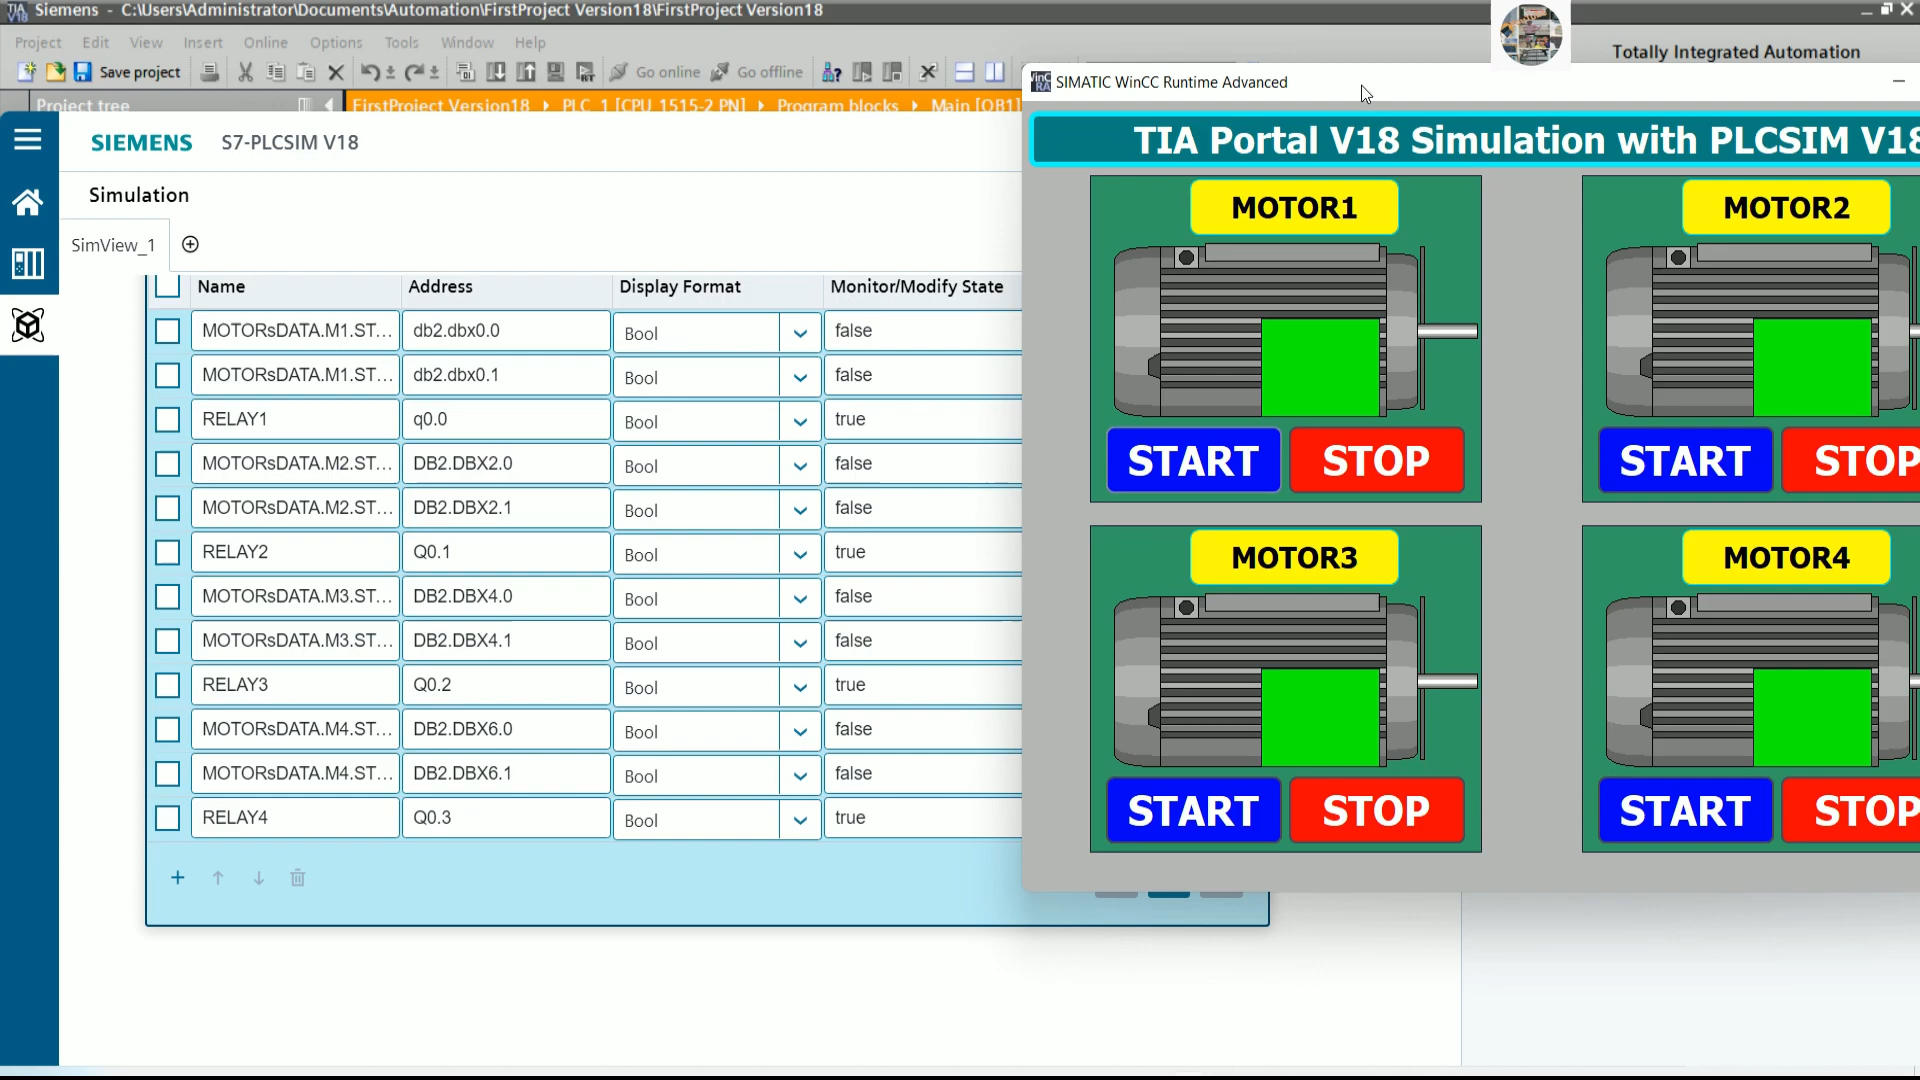 TIA V18 Siemens - C:\Users\Administrator\Documents\Automation\FirstProject Version18\FirstProject Version18
Project Edit View Insert Online Options Tools Window Help
Totally Integrated Automation
Save project Go online Go offline
SIMATIC WinCC Runtime Advanced
Project tree
FirstProject Version18 PLC_1 [CPU 1515-2 PN] Program blocks Main [OB1]
SIEMENS S7-PLCSIM V18
TIA Portal V18 Simulation with PLCSIM V18
Simulation
SimView_1
Name Address Display Format Monitor/Modify State
MOTORsDATA.M1.ST... db2.dbx0.0 Bool false
MOTORsDATA.M1.ST... db2.dbx0.1 Bool false
RELAY1 q0.0 Bool true
MOTORsDATA.M2.ST... DB2.DBX2.0 Bool false
MOTORsDATA.M2.ST... DB2.DBX2.1 Bool false
RELAY2 Q0.1 Bool true
MOTORsDATA.M3.ST... DB2.DBX4.0 Bool false
MOTORsDATA.M3.ST... DB2.DBX4.1 Bool false
RELAY3 Q0.2 Bool true
MOTORsDATA.M4.ST... DB2.DBX6.0 Bool false
MOTORsDATA.M4.ST... DB2.DBX6.1 Bool false
RELAY4 Q0.3 Bool true
MOTOR1
START STOP
MOTOR2
START STOP
MOTOR3
START STOP
MOTOR4
START STOP